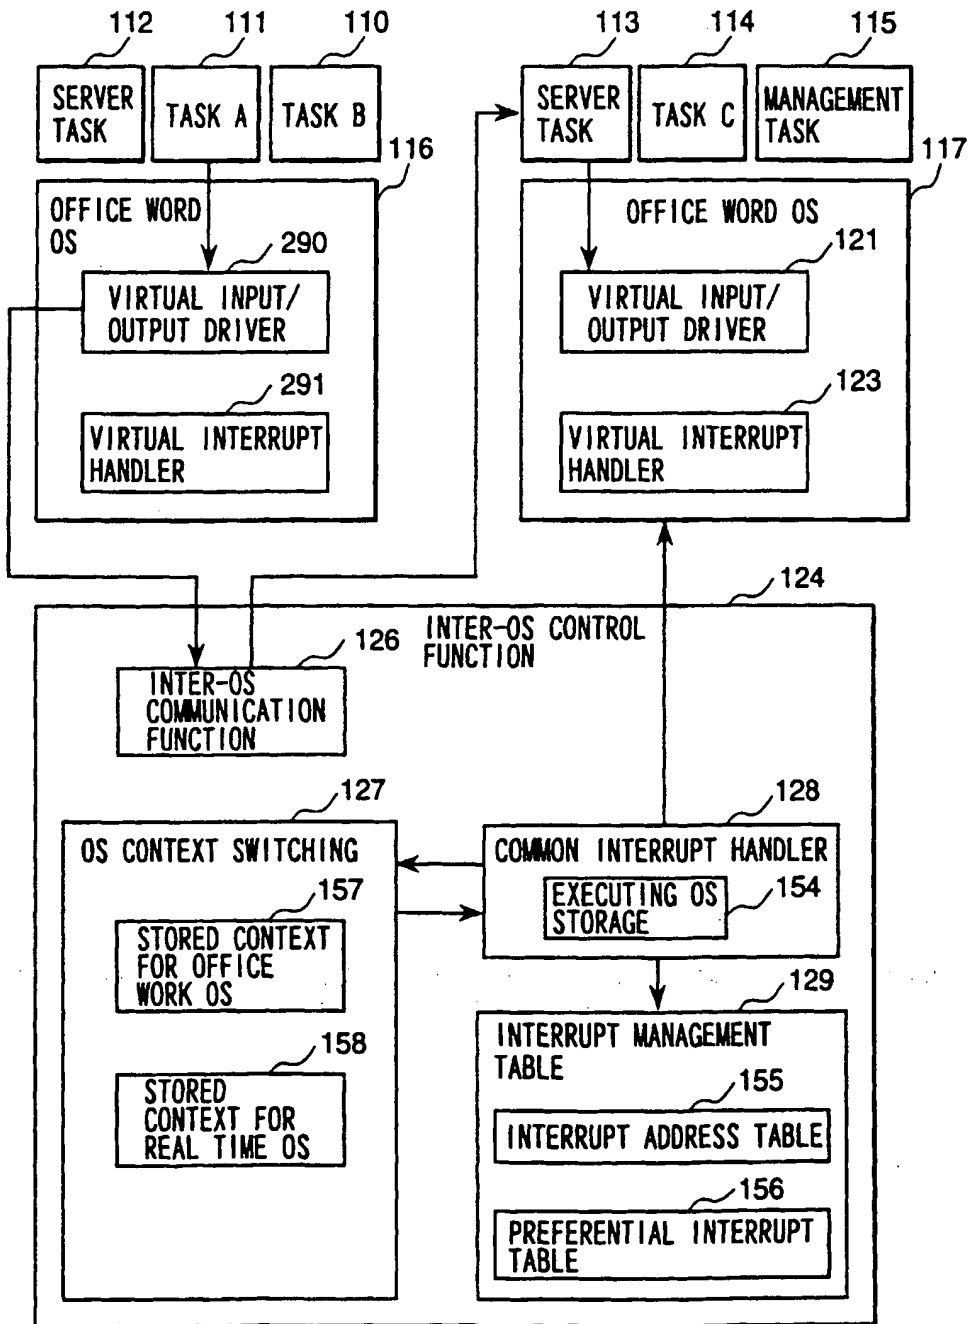 112
111
110
113
114
115
SERVER
TASK
TASK A
TASK B
SERVER
TASK
TASK C
MANAGEMENT
TASK
116
117
OFFICE WORD
OS
290
VIRTUAL INPUT/
OUTPUT DRIVER
291
VIRTUAL INTERRUPT
HANDLER
OFFICE WORD OS
121
VIRTUAL INPUT/
OUTPUT DRIVER
123
VIRTUAL INTERRUPT
HANDLER
124
INTER-OS CONTROL
FUNCTION
126
INTER-OS
COMMUNICATION
FUNCTION
127
OS CONTEXT SWITCHING
157
STORED CONTEXT
FOR OFFICE
WORK OS
158
STORED
CONTEXT FOR
REAL TIME OS
128
COMMON INTERRUPT HANDLER
EXECUTING OS
STORAGE
154
129
INTERRUPT MANAGEMENT
TABLE
155
INTERRUPT ADDRESS TABLE
156
PREFERENTIAL INTERRUPT
TABLE